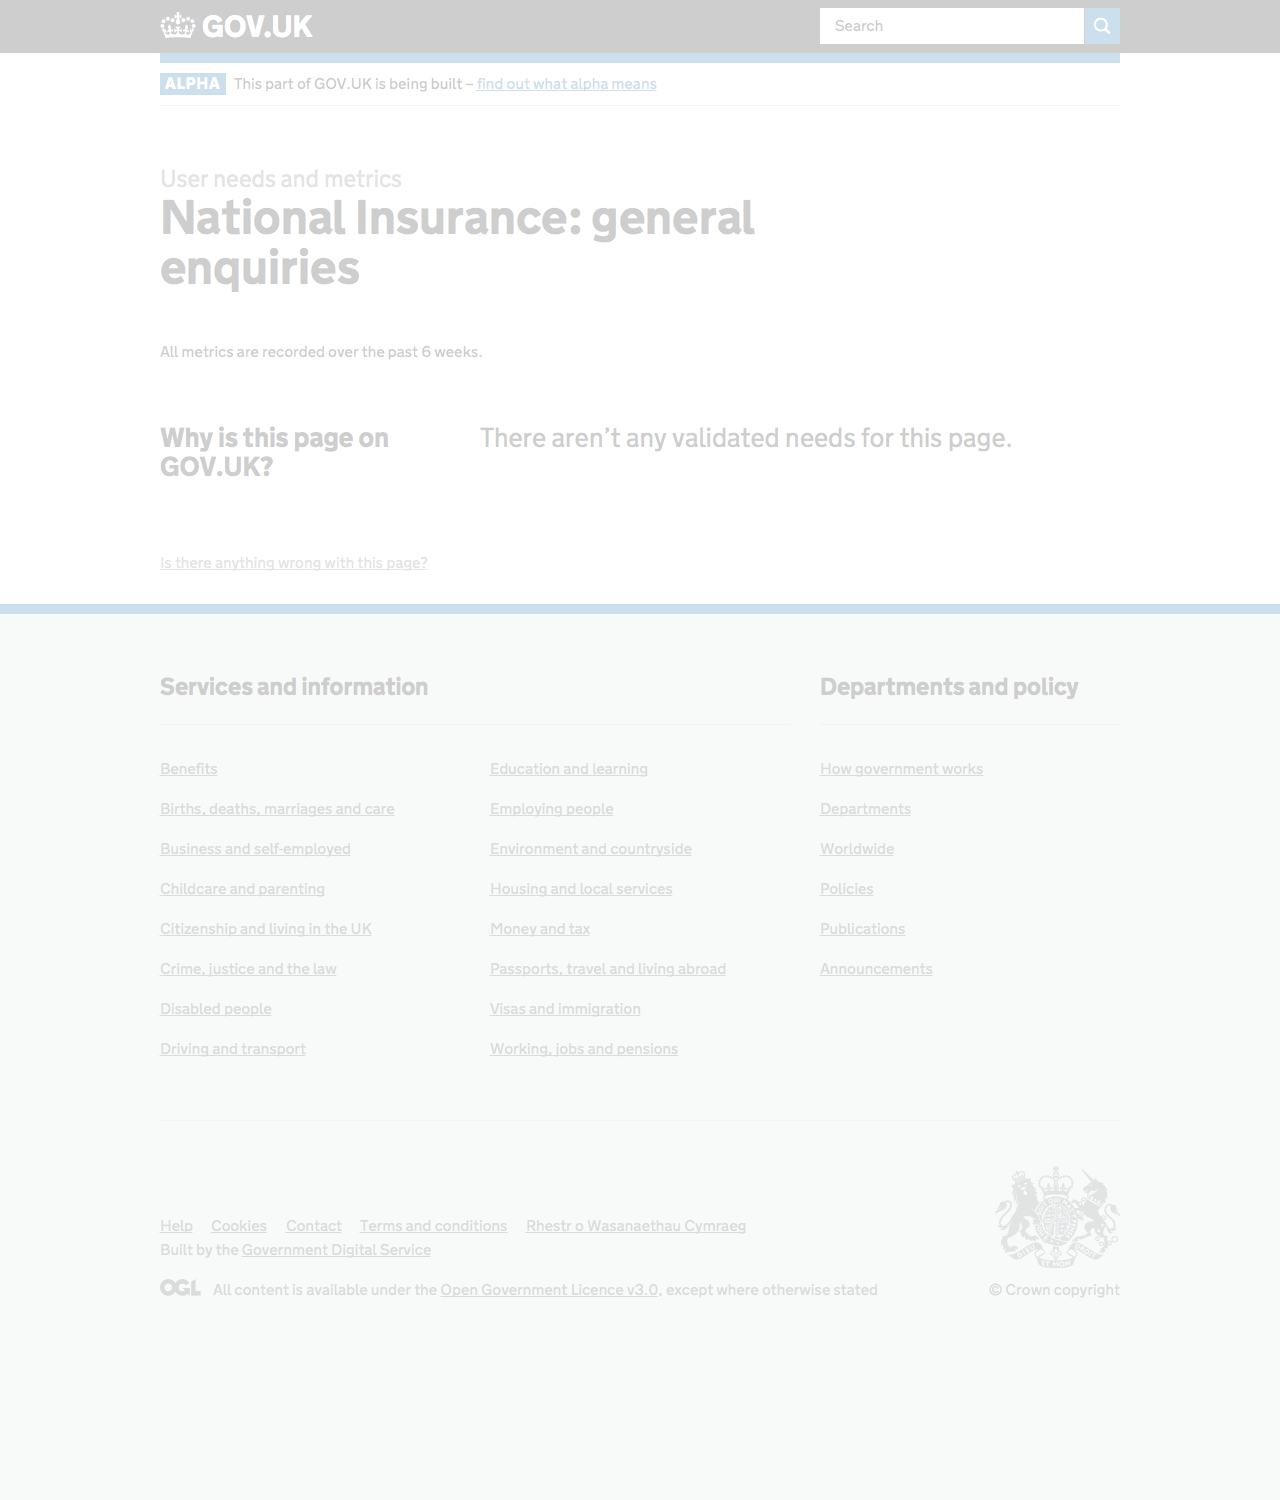 GOV.UK
Search
ALPHA This part of GOV.UK is being built – find out what alpha means
User needs and metrics
National Insurance: general
enquiries
All metrics are recorded over the past 6 weeks.
Why is this page on
GOV.UK?
There aren’t any validated needs for this page.
Is there anything wrong with this page?
Services and information
Benefits
Births, deaths, marriages and care
Business and self-employed
Childcare and parenting
Citizenship and living in the UK
Crime, justice and the law
Disabled people
Driving and transport
Education and learning
Employing people
Environment and countryside
Housing and local services
Money and tax
Passports, travel and living abroad
Visas and immigration
Working, jobs and pensions
Departments and policy
How government works
Departments
Worldwide
Policies
Publications
Announcements
Help Cookies Contact Terms and conditions Rhestr o Wasanaethau Cymraeg
Built by the Government Digital Service
OGL All content is available under the Open Government Licence v3.0, except where otherwise stated
© Crown copyright